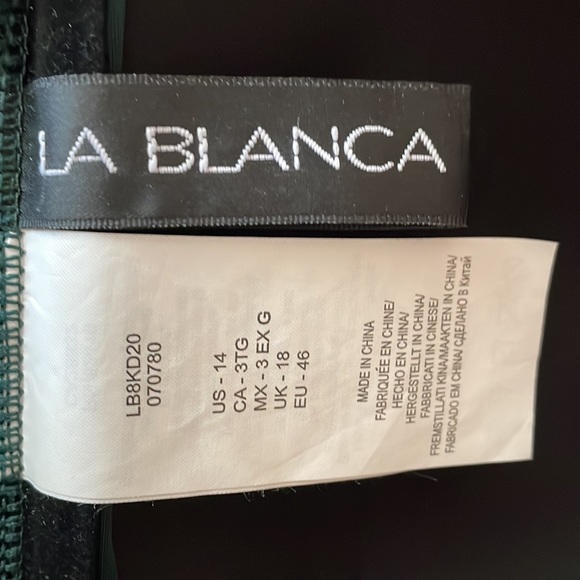 LA BLANCA
LB8KD20
070780
US - 14
CA - 3TG
MX - 3 EX G
UK - 18
EU - 46
MADE IN CHINA
FABRIQUÉE EN CHINE/
HECHO EN CHINA/
HERGESTELLT IN CHINA/
FABBRICATI IN CINESE/
FREMSTILLATI KINA/MAAKTEN IN CHINA/
FABRICADO EM CHINA/ СДЕЛАНО В Китай